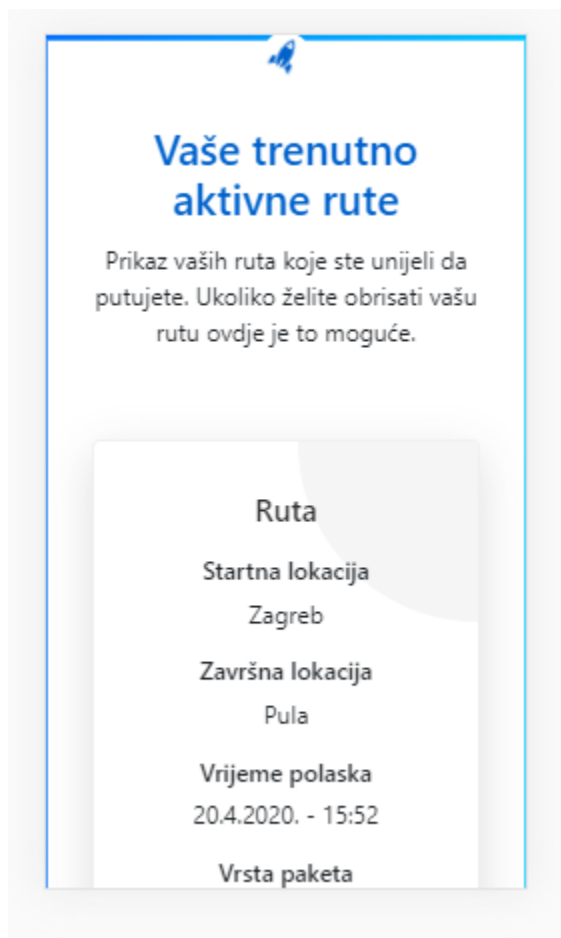 Vaše trenutno
aktivne rute
Prikaz vaših ruta koje ste unijeli da
putujete. Ukoliko želite obrisati vašu
rutu ovdje je to moguće.
Ruta
Startna lokacija
Zagreb
Završna lokacija
Pula
Vrijeme polaska
20.4.2020. - 15:52
Vrsta paketa